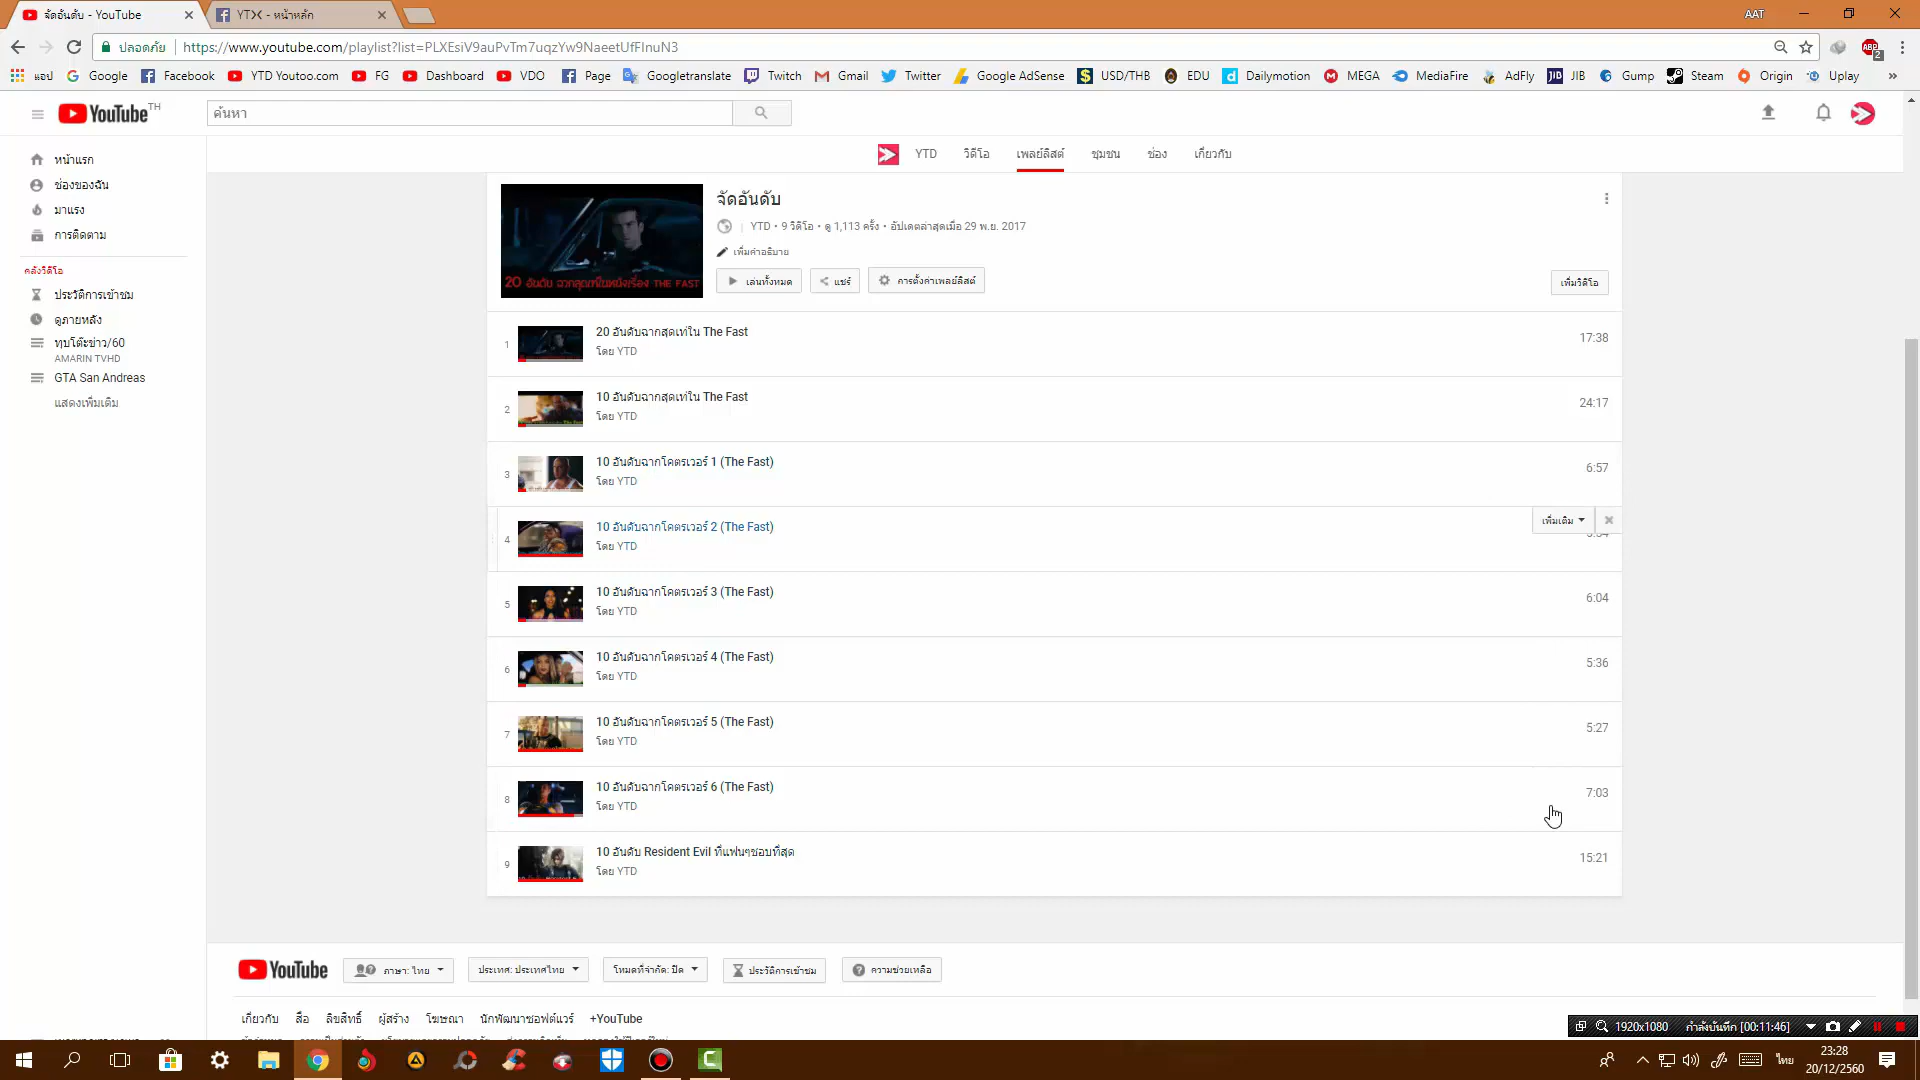 จัดอันดับ - YouTube
YT>< - หน้าหลัก
AAT
ปลอดภัย
https://www.youtube.com/playlist?list=PLXEsiV9auPvTm7uqzYw9NaeetUfFInuN3
แอป Google Facebook YTD Youtoo.com FG Dashboard VDO Page Googletranslate Twitch Gmail Twitter Google AdSense USD/THB EDU Dailymotion MEGA MediaFire AdFly JIB Gump Steam Origin Uplay »
YouTube TH
ค้นหา
YTD วิดีโอ เพลย์ลิสต์ ชุมชน ช่อง เกี่ยวกับ
หน้าแรก
ช่องของฉัน
มาแรง
การติดตาม
คลังวิดีโอ
ประวัติการเข้าชม
ดูภายหลัง
ทุบโต๊ะข่าว/60
AMARIN TVHD
GTA San Andreas
แสดงเพิ่มเติม
20 อันดับ ฉากสุดเท่ในหนังเรื่อง THE FAST
จัดอันดับ
YTD • 9 วิดีโอ • ดู 1,113 ครั้ง • อัปเดตล่าสุดเมื่อ 29 พ.ย. 2017
เพิ่มคำอธิบาย
เล่นทั้งหมด แชร์ การตั้งค่าเพลย์ลิสต์ เพิ่มวิดีโอ
1 20 อันดับฉากสุดเท่ใน The Fast 17:38
โดย YTD
2 10 อันดับฉากสุดเท่ใน The Fast 24:17
โดย YTD
3 10 อันดับฉากโคตรเวอร์ 1 (The Fast) 6:57
โดย YTD
4 10 อันดับฉากโคตรเวอร์ 2 (The Fast) เพิ่มเติม
โดย YTD
5 10 อันดับฉากโคตรเวอร์ 3 (The Fast) 6:04
โดย YTD
6 10 อันดับฉากโคตรเวอร์ 4 (The Fast) 5:36
โดย YTD
7 10 อันดับฉากโคตรเวอร์ 5 (The Fast) 5:27
โดย YTD
8 10 อันดับฉากโคตรเวอร์ 6 (The Fast) 7:03
โดย YTD
9 10 อันดับ Resident Evil ที่แฟนๆชอบที่สุด 15:21
โดย YTD
YouTube ภาษา: ไทย ประเทศ: ประเทศไทย โหมดที่จำกัด: ปิด ประวัติการเข้าชม ความช่วยเหลือ
เกี่ยวกับ สื่อ ลิขสิทธิ์ ผู้สร้าง โฆษณา นักพัฒนาซอฟต์แวร์ +YouTube
1920x1080 กำลังบันทึก [00:11:46]
ไทย
23:28
20/12/2560